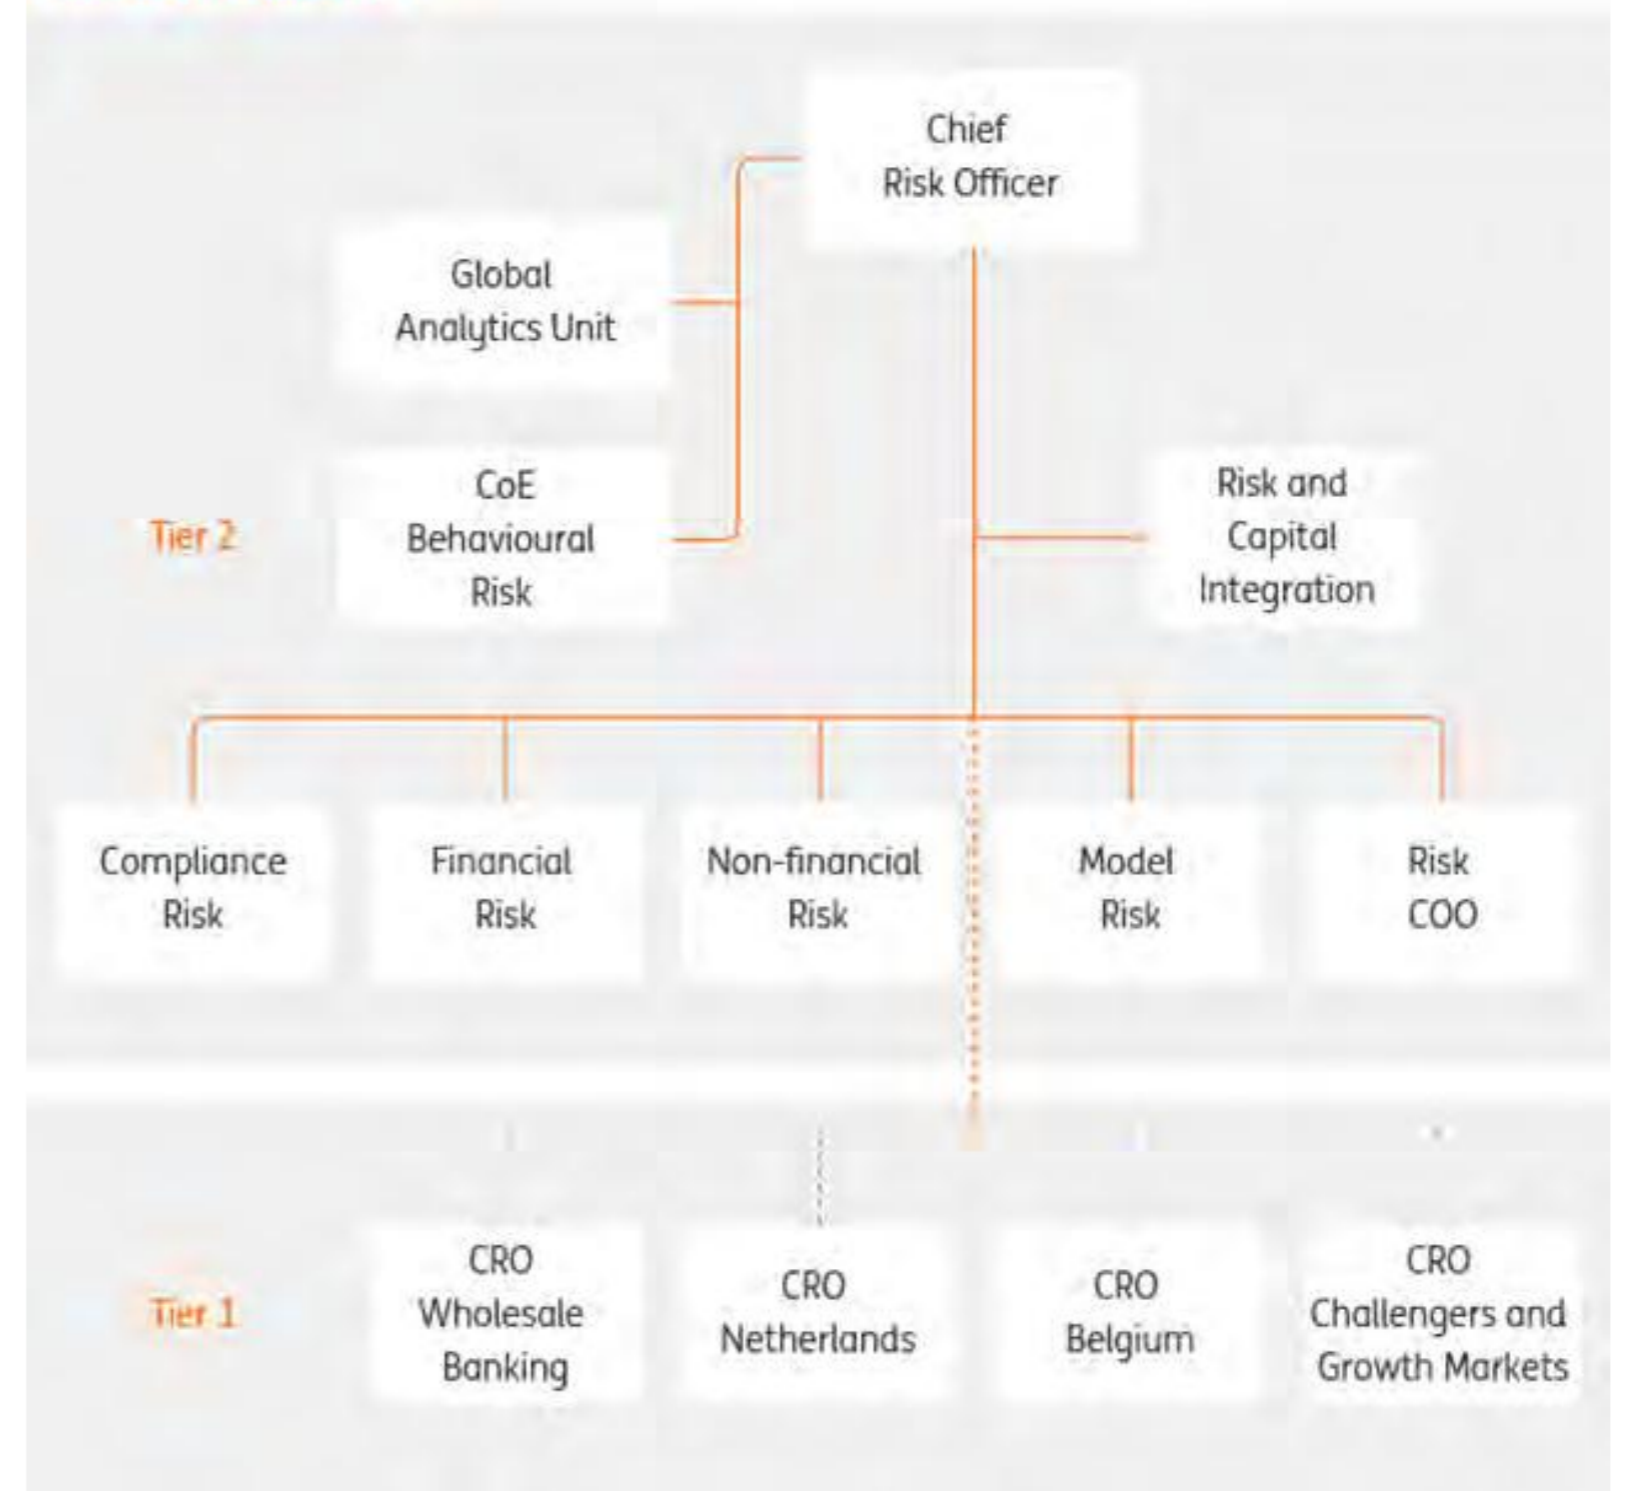 Chief
Risk Officer
Global
Analytics Unit
Tier 2
CoE
Behavioural
Risk
Risk and
Capital
Integration
Compliance
Risk
Financial
Risk
Non-financial
Risk
Model
Risk
Risk
COO
Tier 1
CRO
Wholesale
Banking
CRO
Netherlands
CRO
Belgium
CRO
Challengers and
Growth Markets